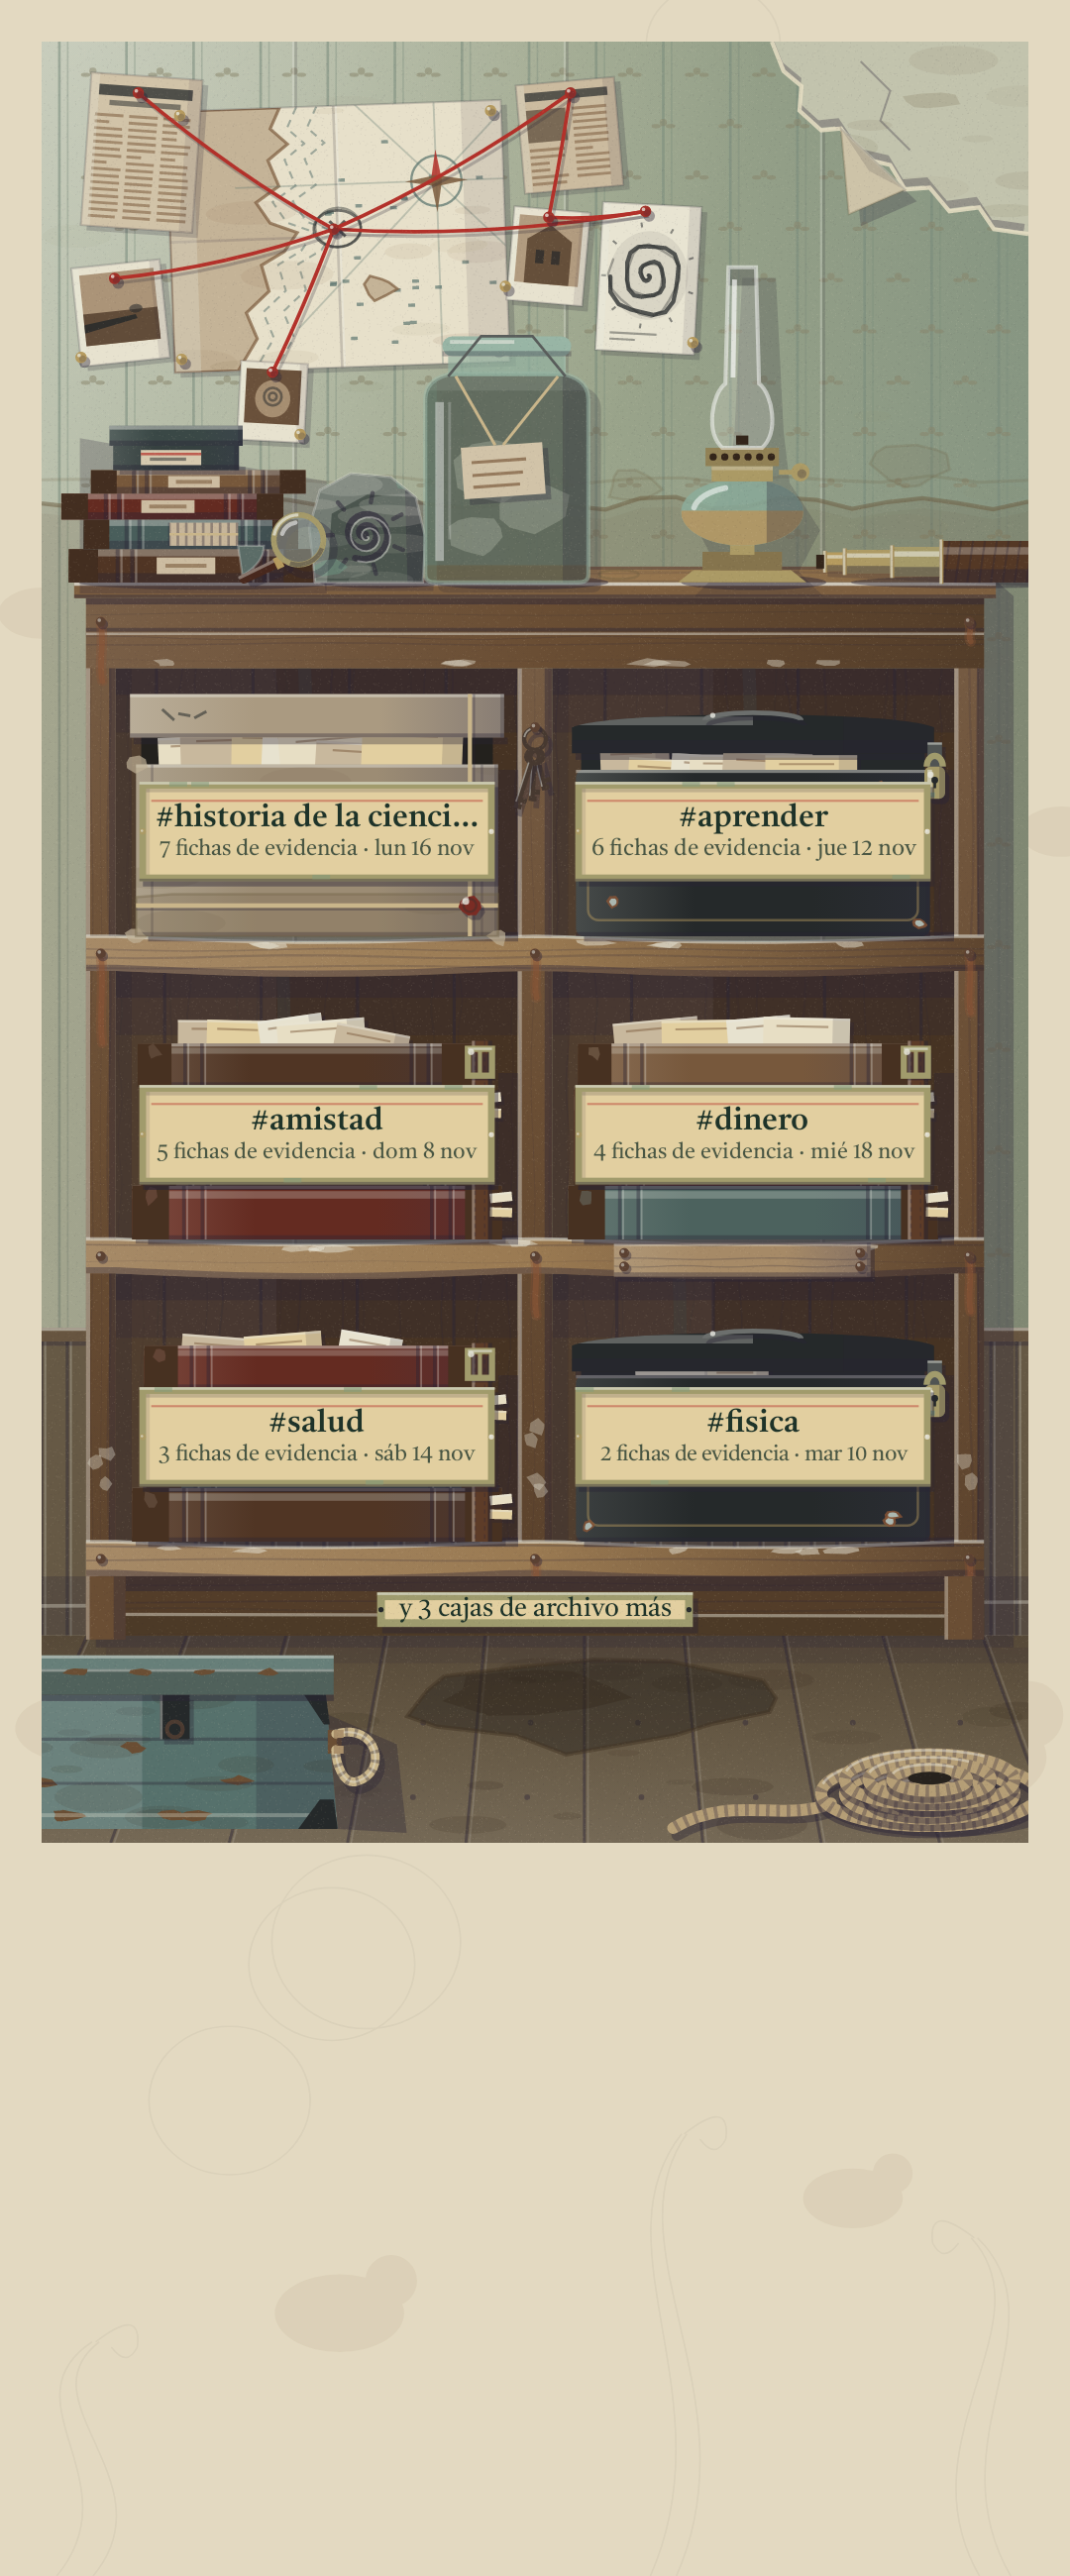 #historia de la cienci...
7 fichas de evidencia · lun 16 nov
#aprender
6 fichas de evidencia · jue 12 nov
#amistad
5 fichas de evidencia · dom 8 nov
#dinero
4 fichas de evidencia · mié 18 nov
#salud
3 fichas de evidencia · sáb 14 nov
#fisica
2 fichas de evidencia · mar 10 nov
y 3 cajas de archivo más